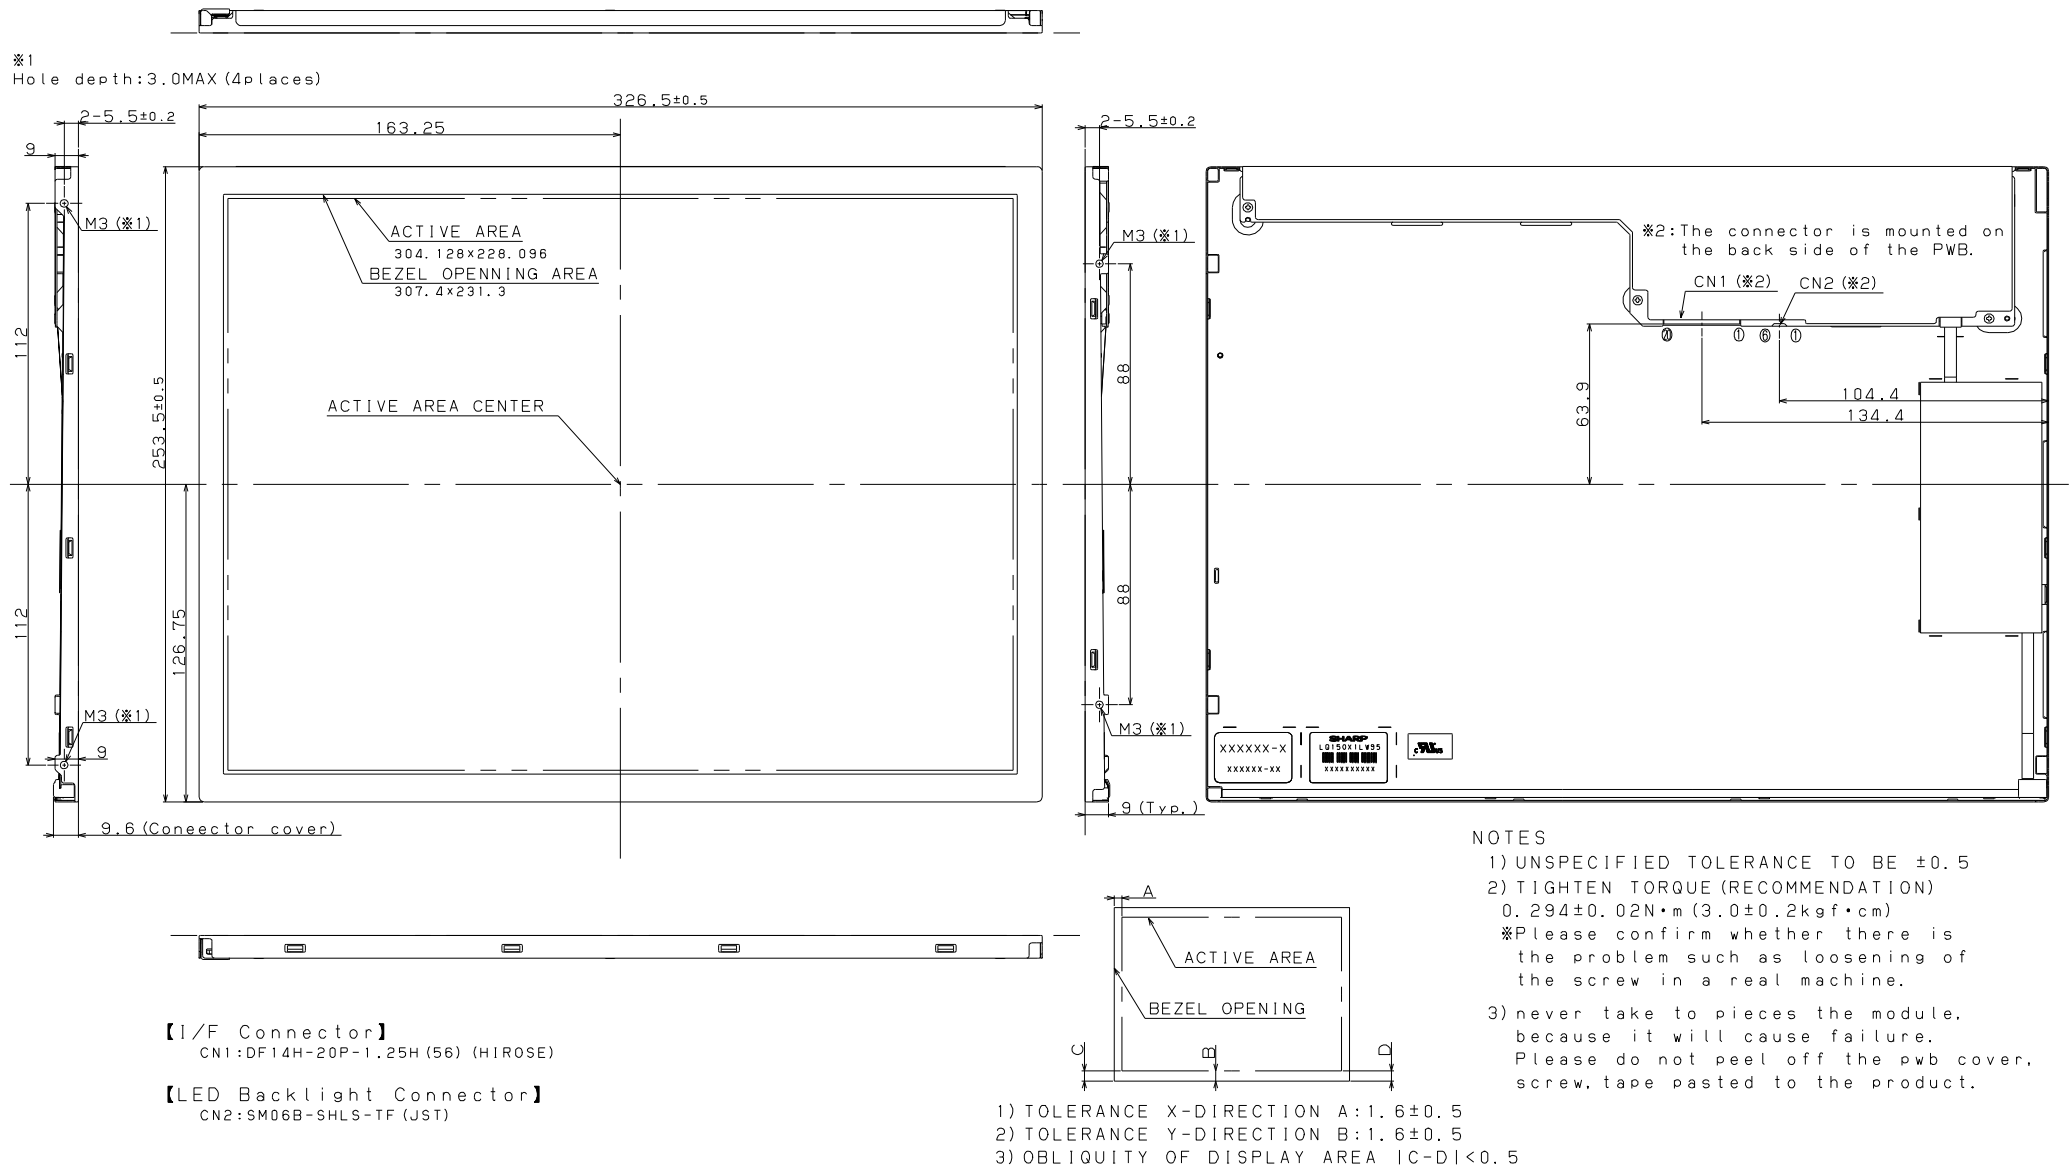 ※1
Hole depth:3.0MAX(4places)
326.5±0.5
163.25
2-5.5±0.2
9
M3(※1)
ACTIVE AREA
304.128×228.096
BEZEL OPENNING AREA
307.4×231.3
112
253.5±0.5
ACTIVE AREA CENTER
112
126.75
M3(※1)
9
9.6(Coneector cover)
2-5.5±0.2
M3(※1)
88
88
M3(※1)
9(Typ.)
※2:The connector is mounted on
the back side of the PWB.
CN1(※2)
CN2(※2)
⑳
①
⑥
①
63.9
104.4
134.4
XXXXXX-X
XXXXXX-XX
SHARP
LQ150X1LW95
XXXXXXXXXX
NOTES
1)UNSPECIFIED TOLERANCE TO BE ±0.5
2)TIGHTEN TORQUE(RECOMMENDATION)
0.294±0.02N・m(3.0±0.2kgf・cm)
※Please confirm whether there is
the problem such as loosening of
the screw in a real machine.
3)never take to pieces the module,
because it will cause failure.
Please do not peel off the pwb cover,
screw,tape pasted to the product.
A
ACTIVE AREA
BEZEL OPENING
C
B
D
1)TOLERANCE X-DIRECTION A:1.6±0.5
2)TOLERANCE Y-DIRECTION B:1.6±0.5
3)OBLIQUITY OF DISPLAY AREA |C-D|<0.5
【I/F Connector】
CN1:DF14H-20P-1.25H(56)(HIROSE)
【LED Backlight Connector】
CN2:SM06B-SHLS-TF(JST)